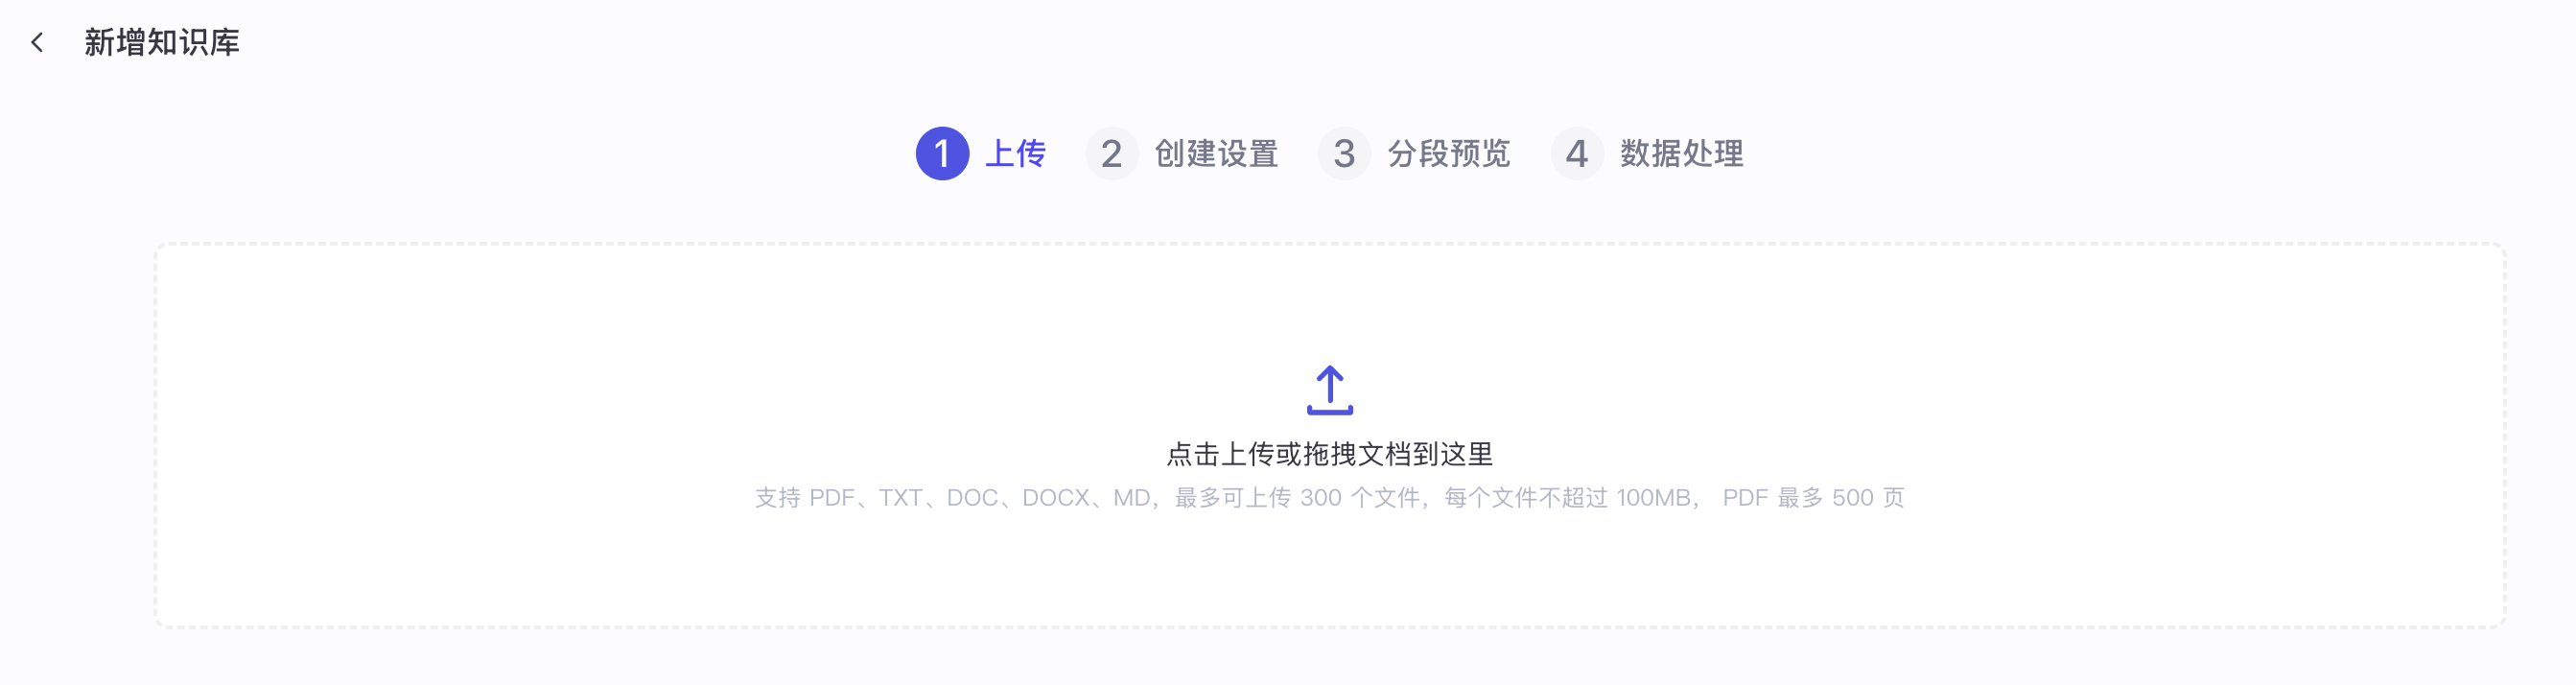 新增知识库
1 上传 2 创建设置 3 分段预览 4 数据处理
点击上传或拖拽文档到这里
支持 PDF、TXT、DOC、DOCX、MD，最多可上传 300 个文件，每个文件不超过 100MB， PDF 最多 500 页